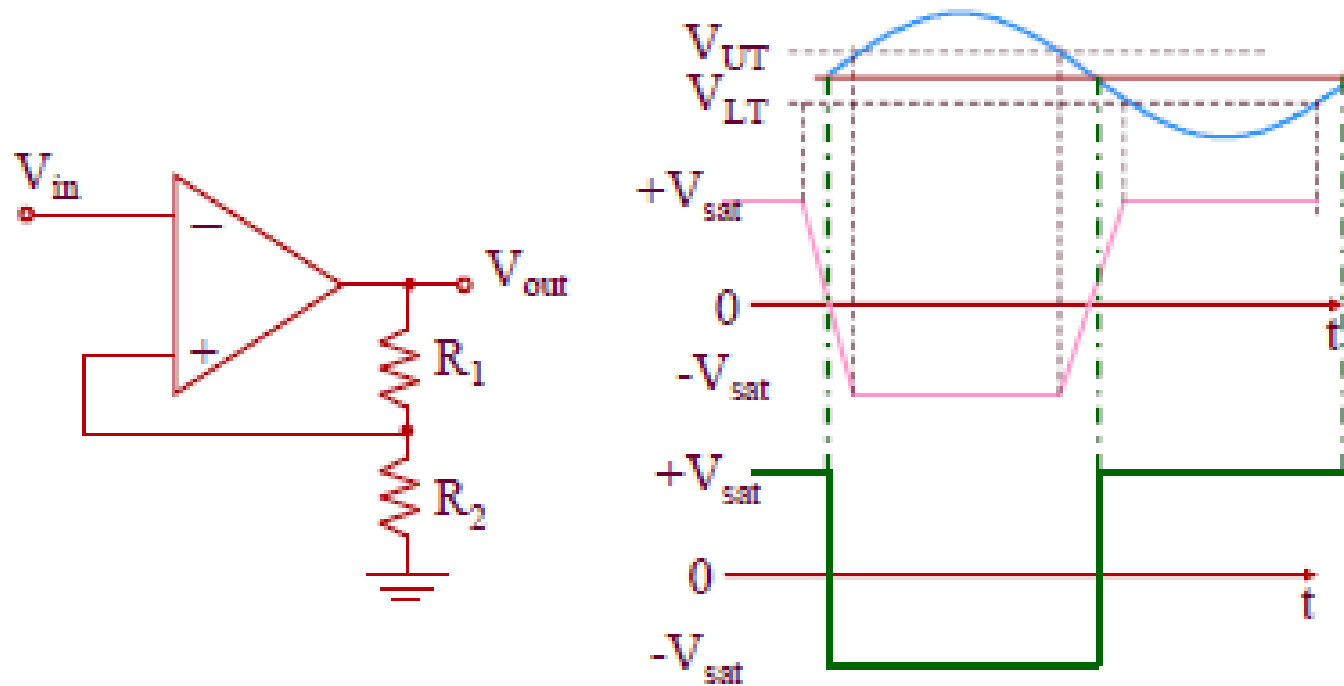 V_in
−
+
V_out
R_1
R_2
V_UT
V_LT
+V_sat
0
t
-V_sat
+V_sat
0
t
-V_sat